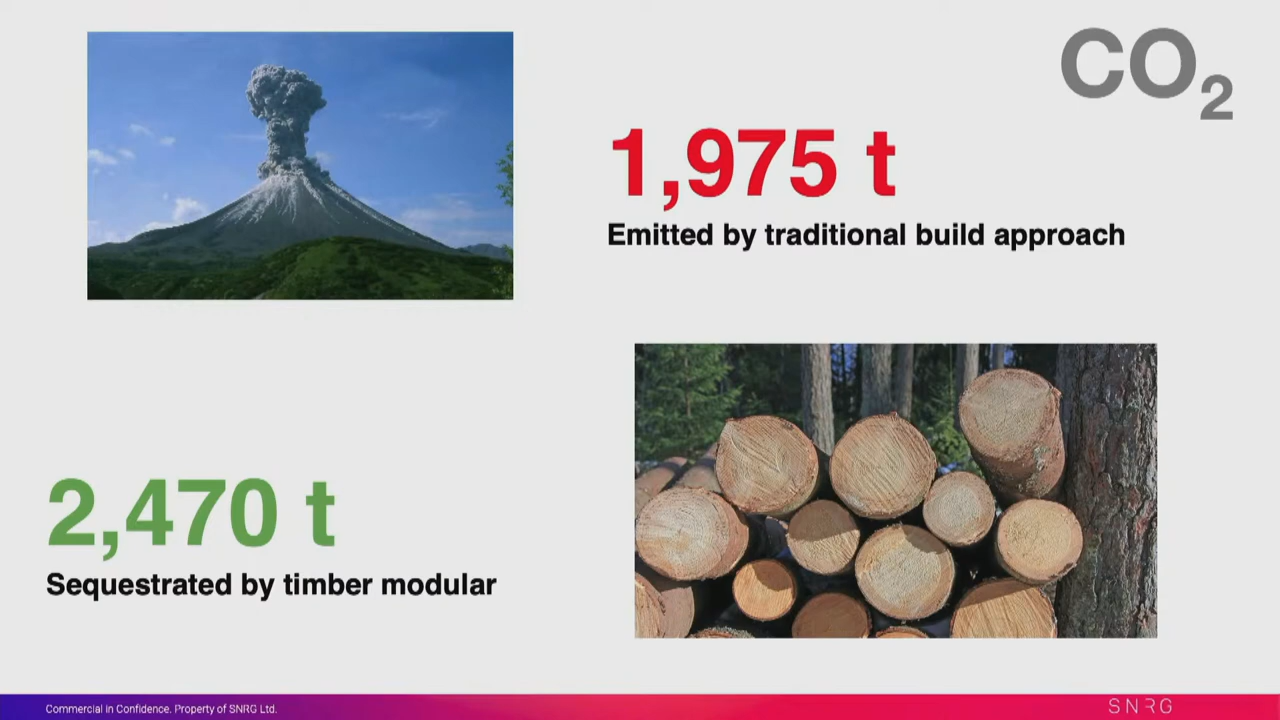 CO₂
1,975 t
Emitted by traditional build approach
2,470 t
Sequestrated by timber modular
Commercial in Confidence. Property of SNRG Ltd.
SNRG